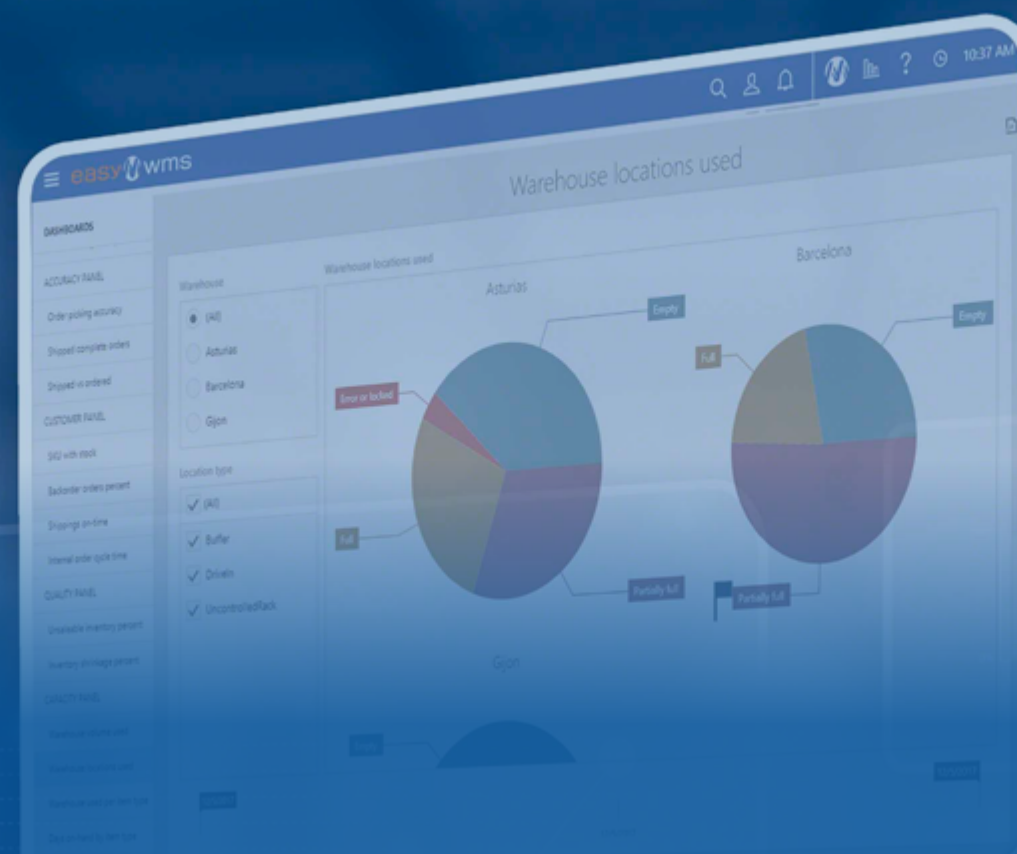 10:37 AM
easy wms
Warehouse locations used
DASHBOARDS
ACCURACY PANEL
Order picking accuracy
Shipped complete orders
Shipped vs ordered
CUSTOMER PANEL
SKU with stock
Backorder orders percent
Shippings on-time
Internal order cycle time
QUALITY PANEL
Unsaleable inventory percent
Inventory shrinkage percent
CAPACITY PANEL
Warehouse
(All)
Asturias
Barcelona
Gijon
Location type
(All)
Buffer
DriveIn
UncontrolledRack
Warehouse locations used
Asturias
Empty
Error or locked
Full
Partially full
Barcelona
Empty
Full
Partially full
Gijon
Empty